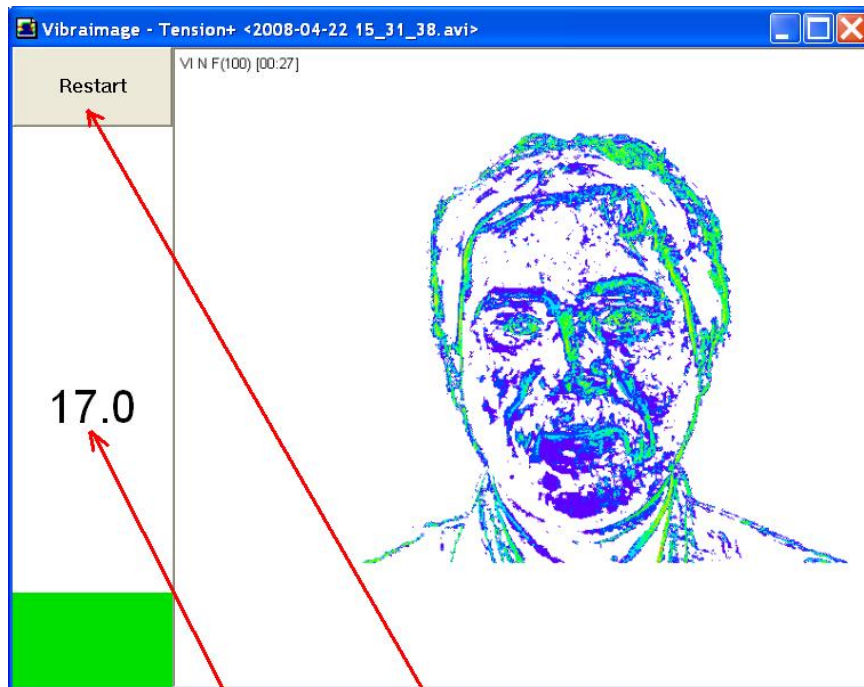 Vibraimage - Tension+ <2008-04-22 15_31_38.avi>
Restart
VI N F(100) [00:27]
17.0